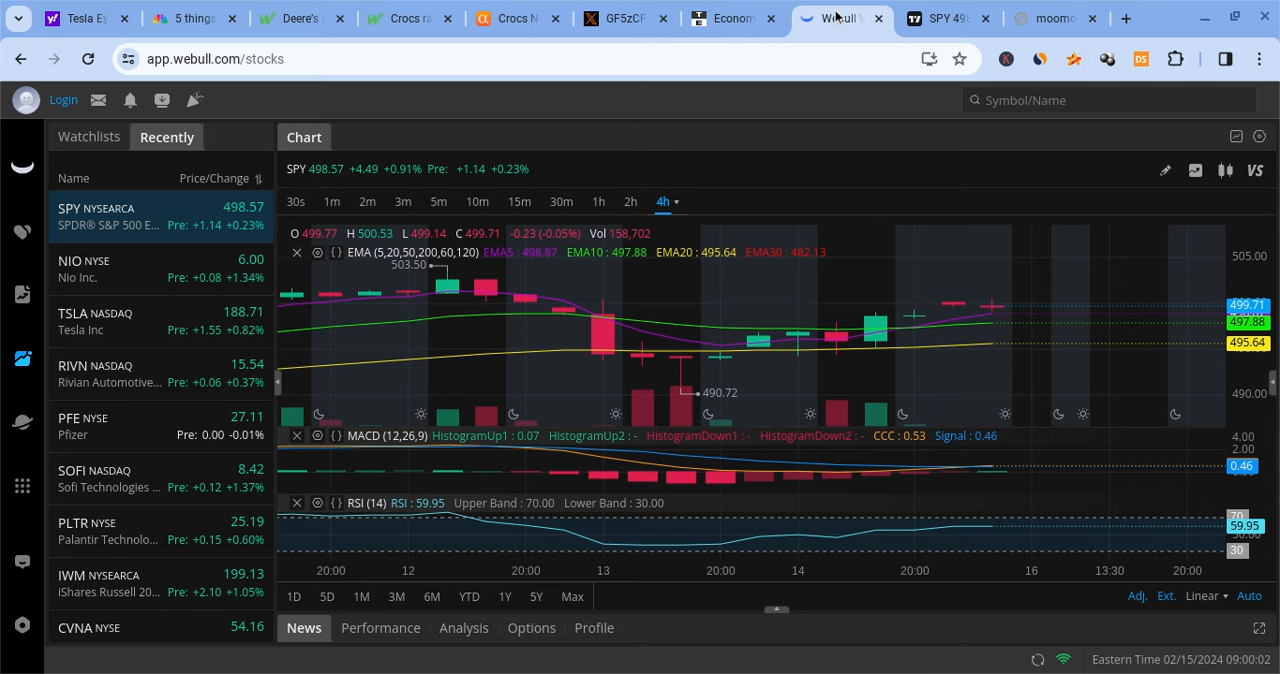 Tesla Ey
5 things
Deere's
Crocs ra
Crocs N
GF5zCF
Econom
Webull
SPY 498
moomo
app.webull.com/stocks
Login
Symbol/Name
Watchlists
Recently
Chart
Name
Price/Change
SPY 498.57 +4.49 +0.91% Pre: +1.14 +0.23%
VS
30s 1m 2m 3m 5m 10m 15m 30m 1h 2h 4h
SPY NYSEARCA 498.57
SPDR® S&P 500 E... Pre: +1.14 +0.23%
NIO NYSE 6.00
Nio Inc. Pre: +0.08 +1.34%
TSLA NASDAQ 188.71
Tesla Inc Pre: +1.55 +0.82%
RIVN NASDAQ 15.54
Rivian Automotive... Pre: +0.06 +0.37%
PFE NYSE 27.11
Pfizer Pre: 0.00 -0.01%
SOFI NASDAQ 8.42
Sofi Technologies ... Pre: +0.12 +1.37%
PLTR NYSE 25.19
Palantir Technolo... Pre: +0.15 +0.60%
IWM NYSEARCA 199.13
iShares Russell 20... Pre: +2.10 +1.05%
CVNA NYSE 54.16
O 499.77 H 500.53 L 499.14 C 499.71 -0.23 (-0.05%) Vol 158,702
EMA (5,20,50,200,60,120) EMA5 : 498.87 EMA10 : 497.88 EMA20 : 495.64 EMA30 : 482.13
503.50
490.72
505.00
499.71
497.88
495.64
490.00
MACD (12,26,9) HistogramUp1 : 0.07 HistogramUp2 : - HistogramDown1 : - HistogramDown2 : - CCC : 0.53 Signal : 0.46
4.00
2.00
0.46
RSI (14) RSI : 59.95 Upper Band : 70.00 Lower Band : 30.00
70
59.95
30
20:00 12 20:00 13 20:00 14 20:00 16 13:30 20:00
1D 5D 1M 3M 6M YTD 1Y 5Y Max
Adj. Ext. Linear Auto
News Performance Analysis Options Profile
Eastern Time 02/15/2024 09:00:02